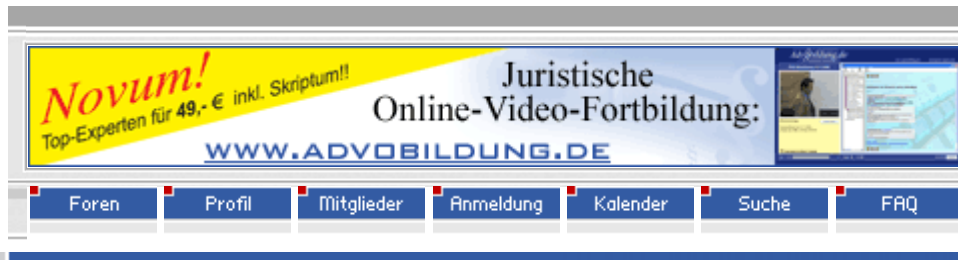 Novum!
Top-Experten für 49,- € inkl. Skriptum!!
Juristische
Online-Video-Fortbildung:
WWW.ADVOBILDUNG.DE
Foren Profil Mitglieder Anmeldung Kalender Suche FAQ